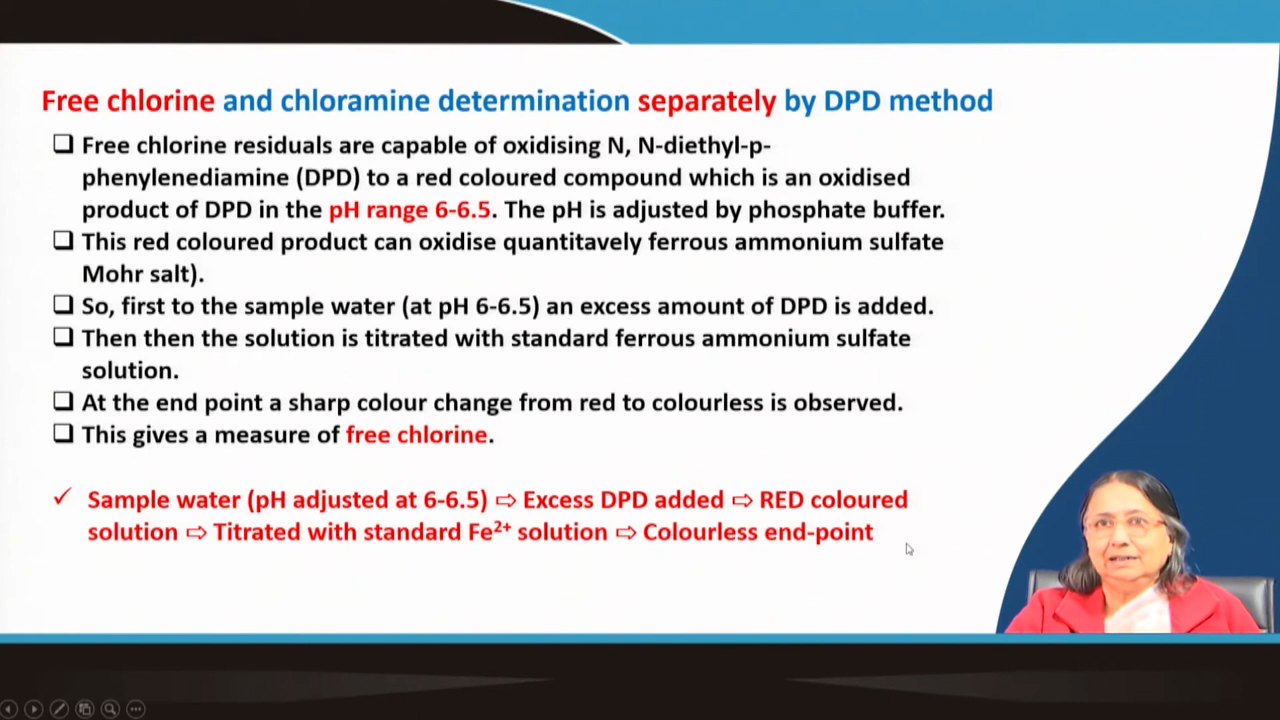 Free chlorine and chloramine determination separately by DPD method
❑ Free chlorine residuals are capable of oxidising N, N-diethyl-p-
phenylenediamine (DPD) to a red coloured compound which is an oxidised
product of DPD in the pH range 6-6.5. The pH is adjusted by phosphate buffer.
❑ This red coloured product can oxidise quantitavely ferrous ammonium sulfate
Mohr salt).
❑ So, first to the sample water (at pH 6-6.5) an excess amount of DPD is added.
❑ Then then the solution is titrated with standard ferrous ammonium sulfate
solution.
❑ At the end point a sharp colour change from red to colourless is observed.
❑ This gives a measure of free chlorine.
✓ Sample water (pH adjusted at 6-6.5) ⇨ Excess DPD added ⇨ RED coloured
solution ⇨ Titrated with standard Fe²⁺ solution ⇨ Colourless end-point